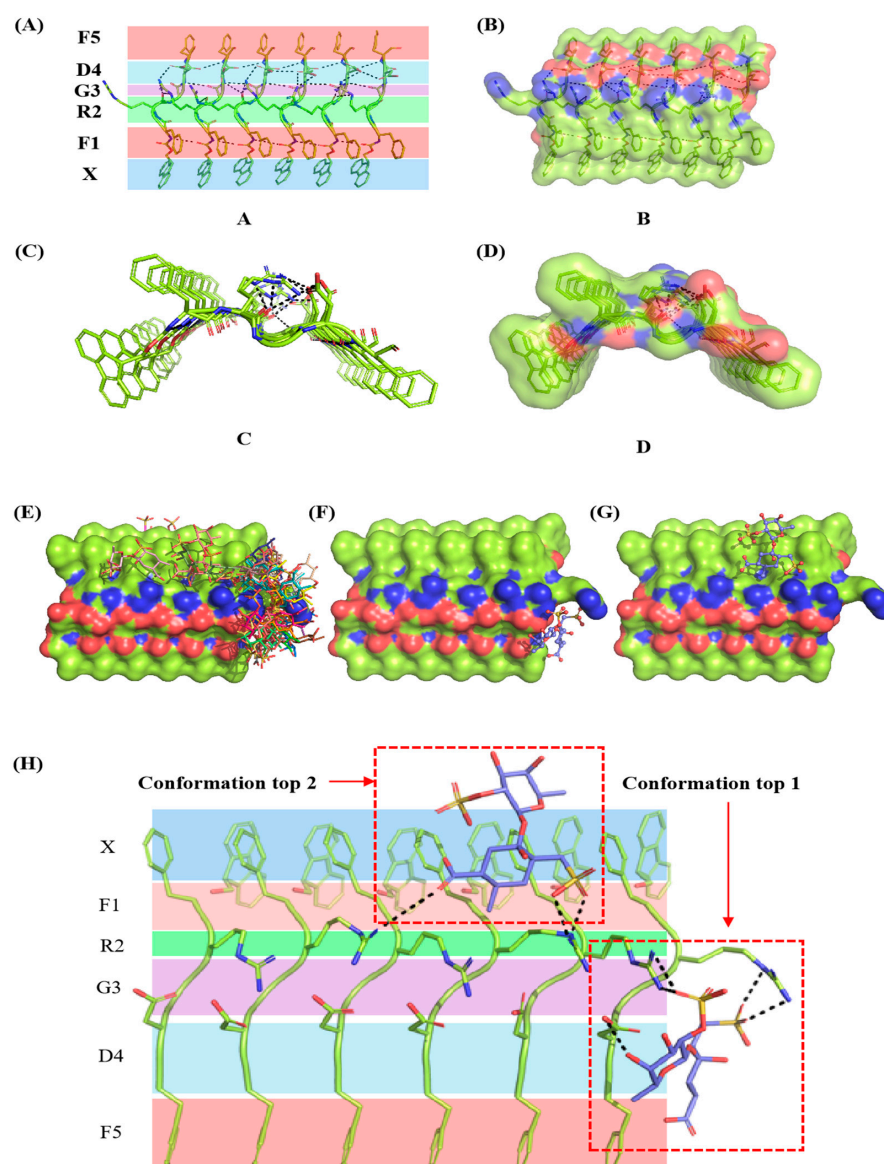 (A)
F5
D4
G3
R2
F1
X
A
(B)
B
(C)
C
(D)
D
(E)
(F)
(G)
(H)
Conformation top 2
Conformation top 1
X
F1
R2
G3
D4
F5